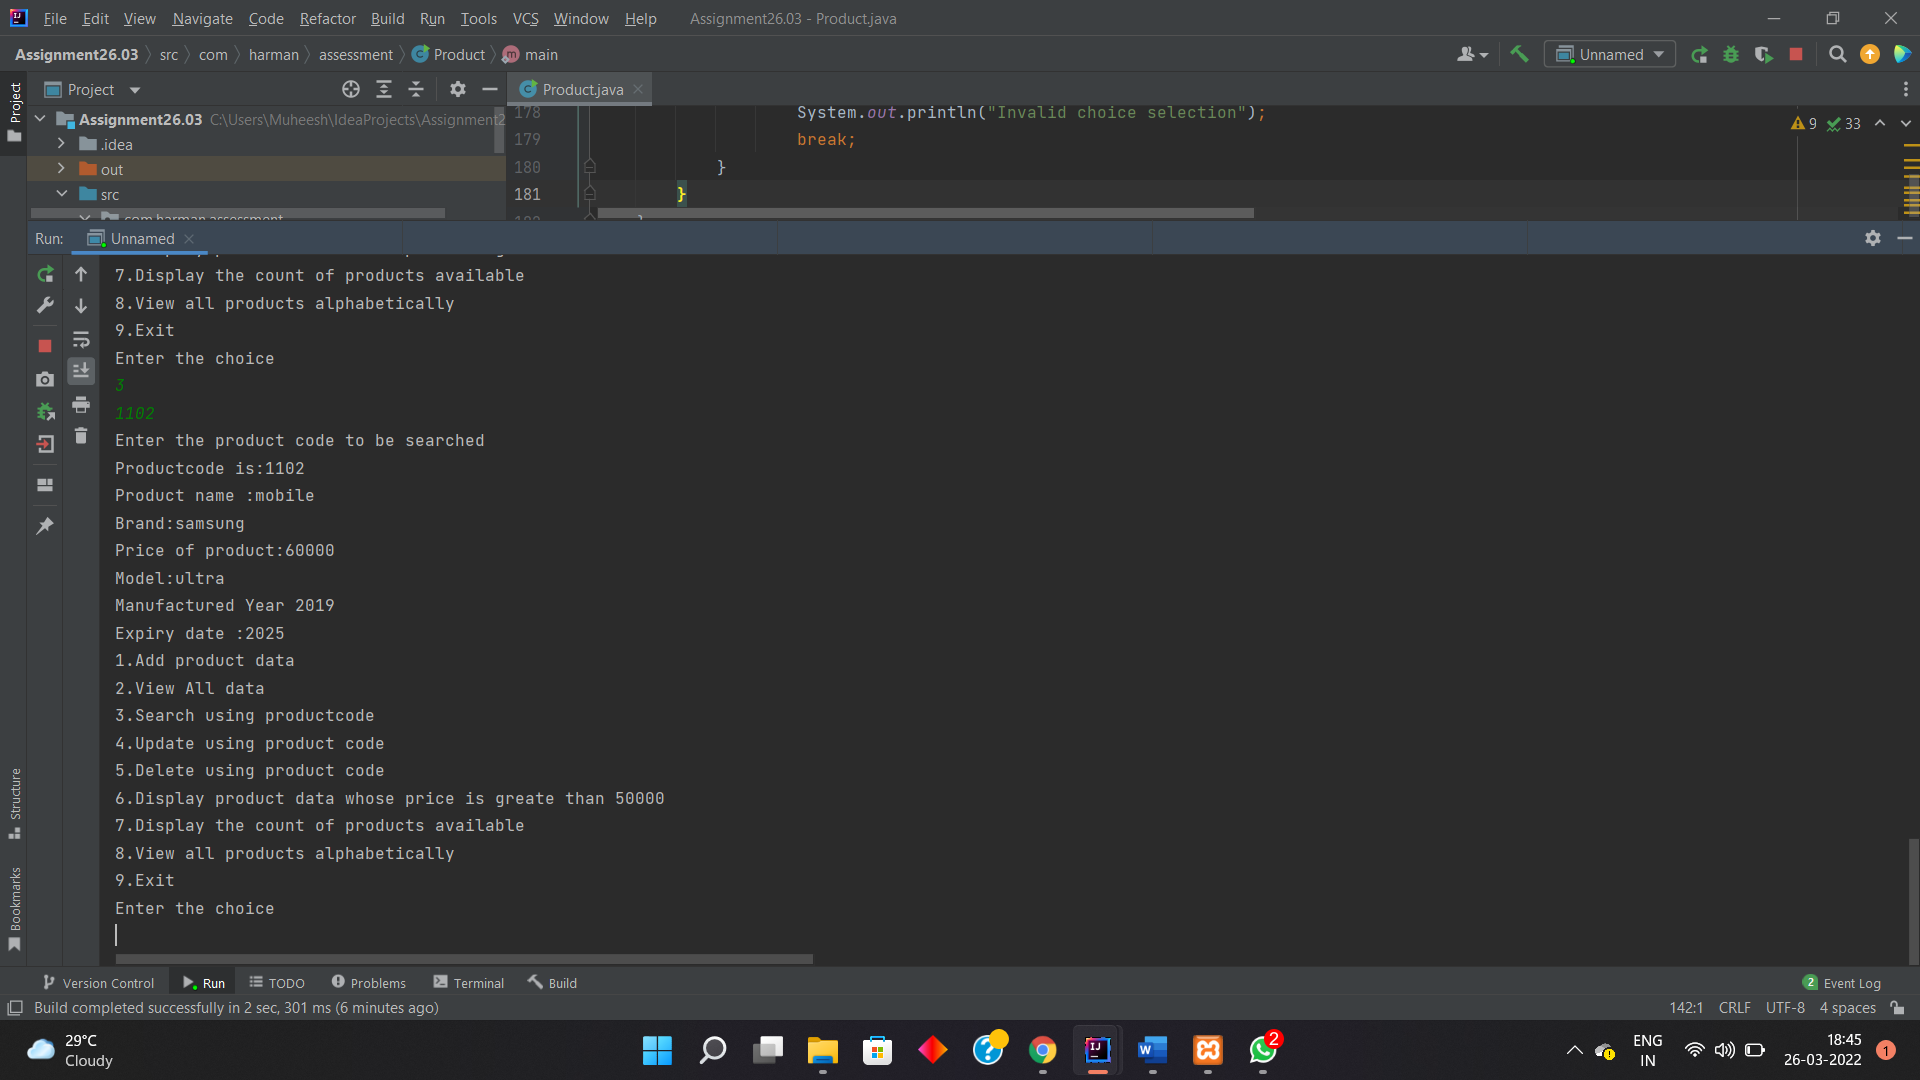 File Edit View Navigate Code Refactor Build Run Tools VCS Window Help Assignment26.03 - Product.java
Assignment26.03 src com harman assessment Product main Unnamed
Project Product.java
Project
Assignment26.03 C:\Users\Muheesh\IdeaProjects\Assignment2
.idea
out
src
com.harman.assessment
178 System.out.println("Invalid choice selection");
179 break;
180 }
181 }
9 33
Run: Unnamed
7.Display the count of products available
8.View all products alphabetically
9.Exit
Enter the choice
3
1102
Enter the product code to be searched
Productcode is:1102
Product name :mobile
Brand:samsung
Price of product:60000
Model:ultra
Manufactured Year 2019
Expiry date :2025
1.Add product data
2.View All data
3.Search using productcode
4.Update using product code
5.Delete using product code
6.Display product data whose price is greate than 50000
7.Display the count of products available
8.View all products alphabetically
9.Exit
Enter the choice
Structure
Bookmarks
Version Control Run TODO Problems Terminal Build 2 Event Log
Build completed successfully in 2 sec, 301 ms (6 minutes ago) 142:1 CRLF UTF-8 4 spaces
29°C
Cloudy
2
ENG
IN
18:45
26-03-2022
1